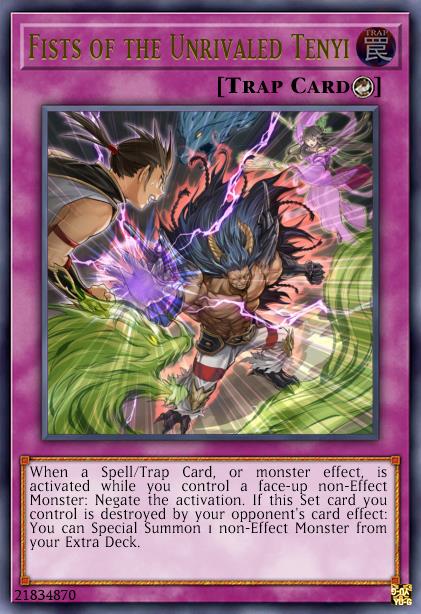 FISTS OF THE UNRIVALED TENYI
TRAP
罠
[TRAP CARD]
When a Spell/Trap Card, or monster effect, is
activated while you control a face-up non-Effect
Monster: Negate the activation. If this Set card you
control is destroyed by your opponent's card effect:
You can Special Summon 1 non-Effect Monster from
your Extra Deck.
21834870